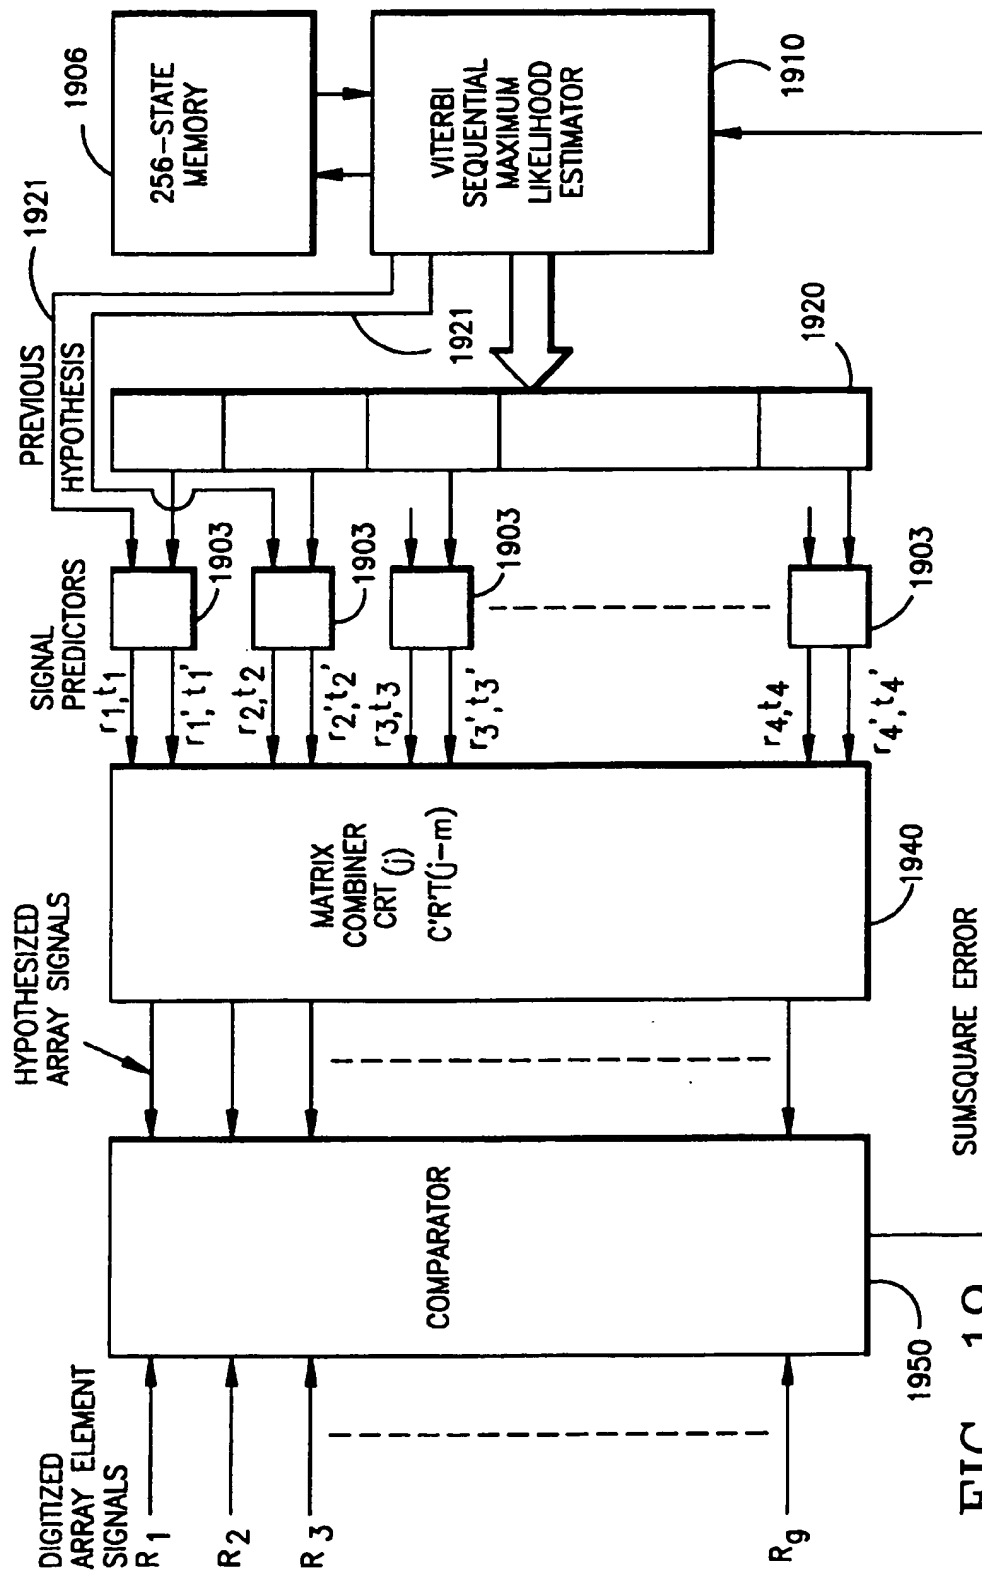 DIGITIZED
ARRAY ELEMENT
SIGNALS
R1
R2
R3
R9
COMPARATOR
1950
HYPOTHESIZED
ARRAY SIGNALS
MATRIX
COMBINER
CRT (j)
C'R'T(j-m)
1940
SUMSQUARE ERROR
SIGNAL
PREDICTORS
r1,t1
r1',t1'
r2,t2
r2',t2'
r3,t3
r3',t3'
r4,t4
r4',t4'
1903
1903
1903
1903
PREVIOUS
HYPOTHESIS
1921
1921
1920
256-STATE
MEMORY
1906
VITERBI
SEQUENTIAL
MAXIMUM
LIKELIHOOD
ESTIMATOR
1910